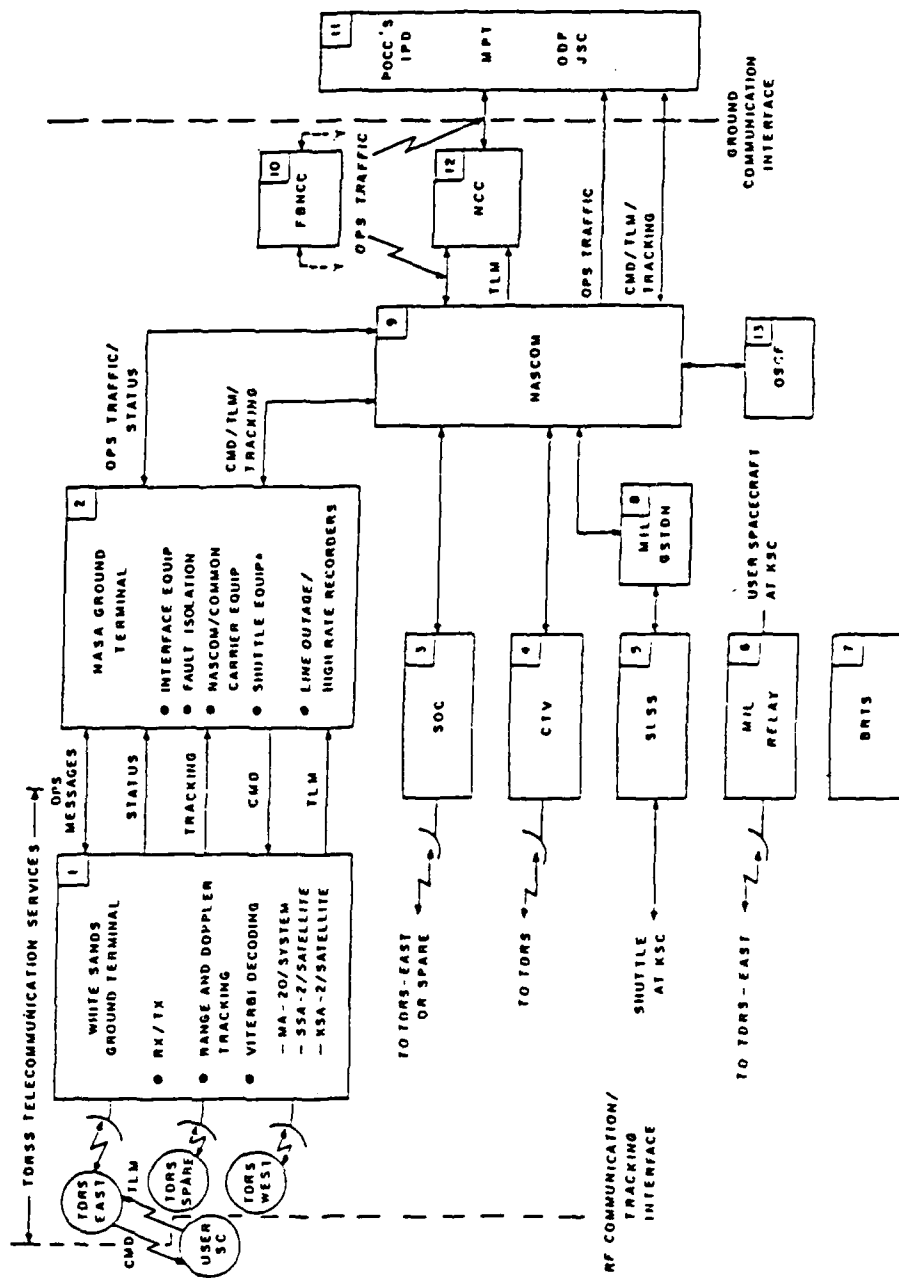 TDRSS TELECOMMUNICATION SERVICES
TDRS
EAST
CMD
TLM
USER
SC
TDRS
SPARE
TDRS
WEST
RF COMMUNICATION/
TRACKING
INTERFACE
1
WHITE SANDS
GROUND TERMINAL
● RX/TX
● RANGE AND DOPPLER
TRACKING
● VITERBI DECODING
— MA-20/SYSTEM
— SSA-2/SATELLITE
— KSA-2/SATELLITE
OPS
MESSAGES
STATUS
TRACKING
CMD
TLM
2
NASA GROUND
TERMINAL
● INTERFACE EQUIP
● FAULT ISOLATION
● NASCOM/COMMON
CARRIER EQUIP
● SHUTTLE EQUIP*
● LINE OUTAGE/
HIGH RATE RECORDERS
OPS TRAFFIC/
STATUS
CMD/TLM/
TRACKING
TO TDRS-EAST
OR SPARE
3
SOC
TO TDRS
4
CTV
SHUTTLE
AT KSC
5
SLSS
8
MIL
GSTDN
TO TDRS-EAST
6
MIL
RELAY
USER SPACECRAFT
AT KSC
7
BRTS
9
NASCOM
10
FBNCC
OPS TRAFFIC
12
NCC
TLM
OPS TRAFFIC
CMD/TLM/
TRACKING
13
OSCF
11
POCC'S
IPD
MPT
ODP
JSC
GROUND
COMMUNICATION
INTERFACE